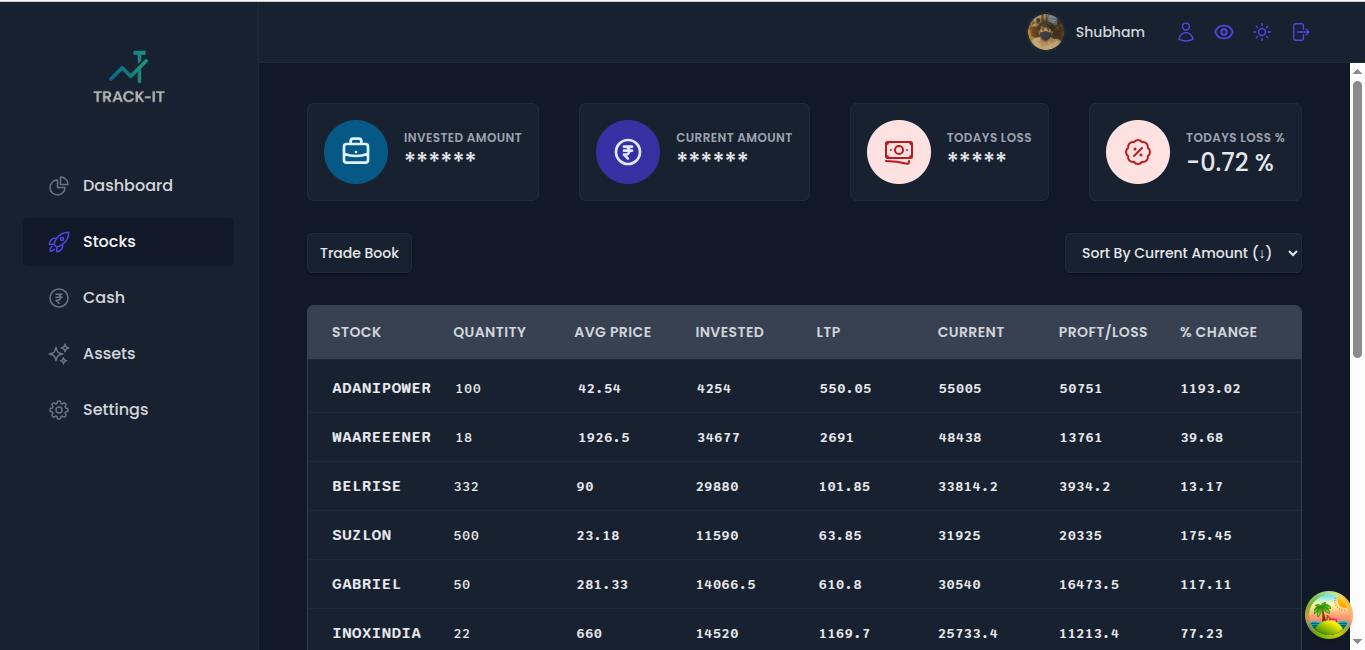 Shubham
TRACK-IT
Dashboard
Stocks
Cash
Assets
Settings
INVESTED AMOUNT
******
CURRENT AMOUNT
******
TODAYS LOSS
*****
TODAYS LOSS %
-0.72 %
Trade Book
Sort By Current Amount (↓)
STOCK QUANTITY AVG PRICE INVESTED LTP CURRENT PROFT/LOSS % CHANGE
ADANIPOWER 100 42.54 4254 550.05 55005 50751 1193.02
WAAREEENER 18 1926.5 34677 2691 48438 13761 39.68
BELRISE 332 90 29880 101.85 33814.2 3934.2 13.17
SUZLON 500 23.18 11590 63.85 31925 20335 175.45
GABRIEL 50 281.33 14066.5 610.8 30540 16473.5 117.11
INOXINDIA 22 660 14520 1169.7 25733.4 11213.4 77.23